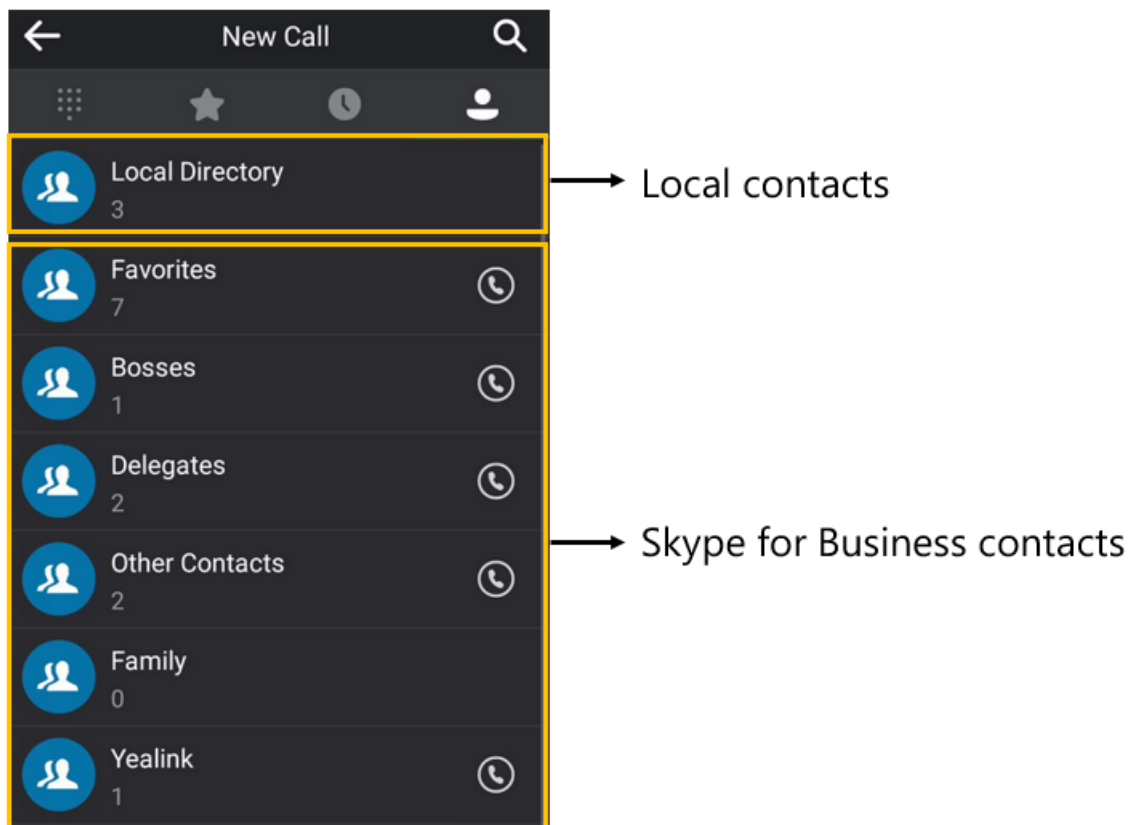 New Call
Local Directory
3
Local contacts
Favorites
7
Bosses
1
Delegates
2
Skype for Business contacts
Other Contacts
2
Family
0
Yealink
1